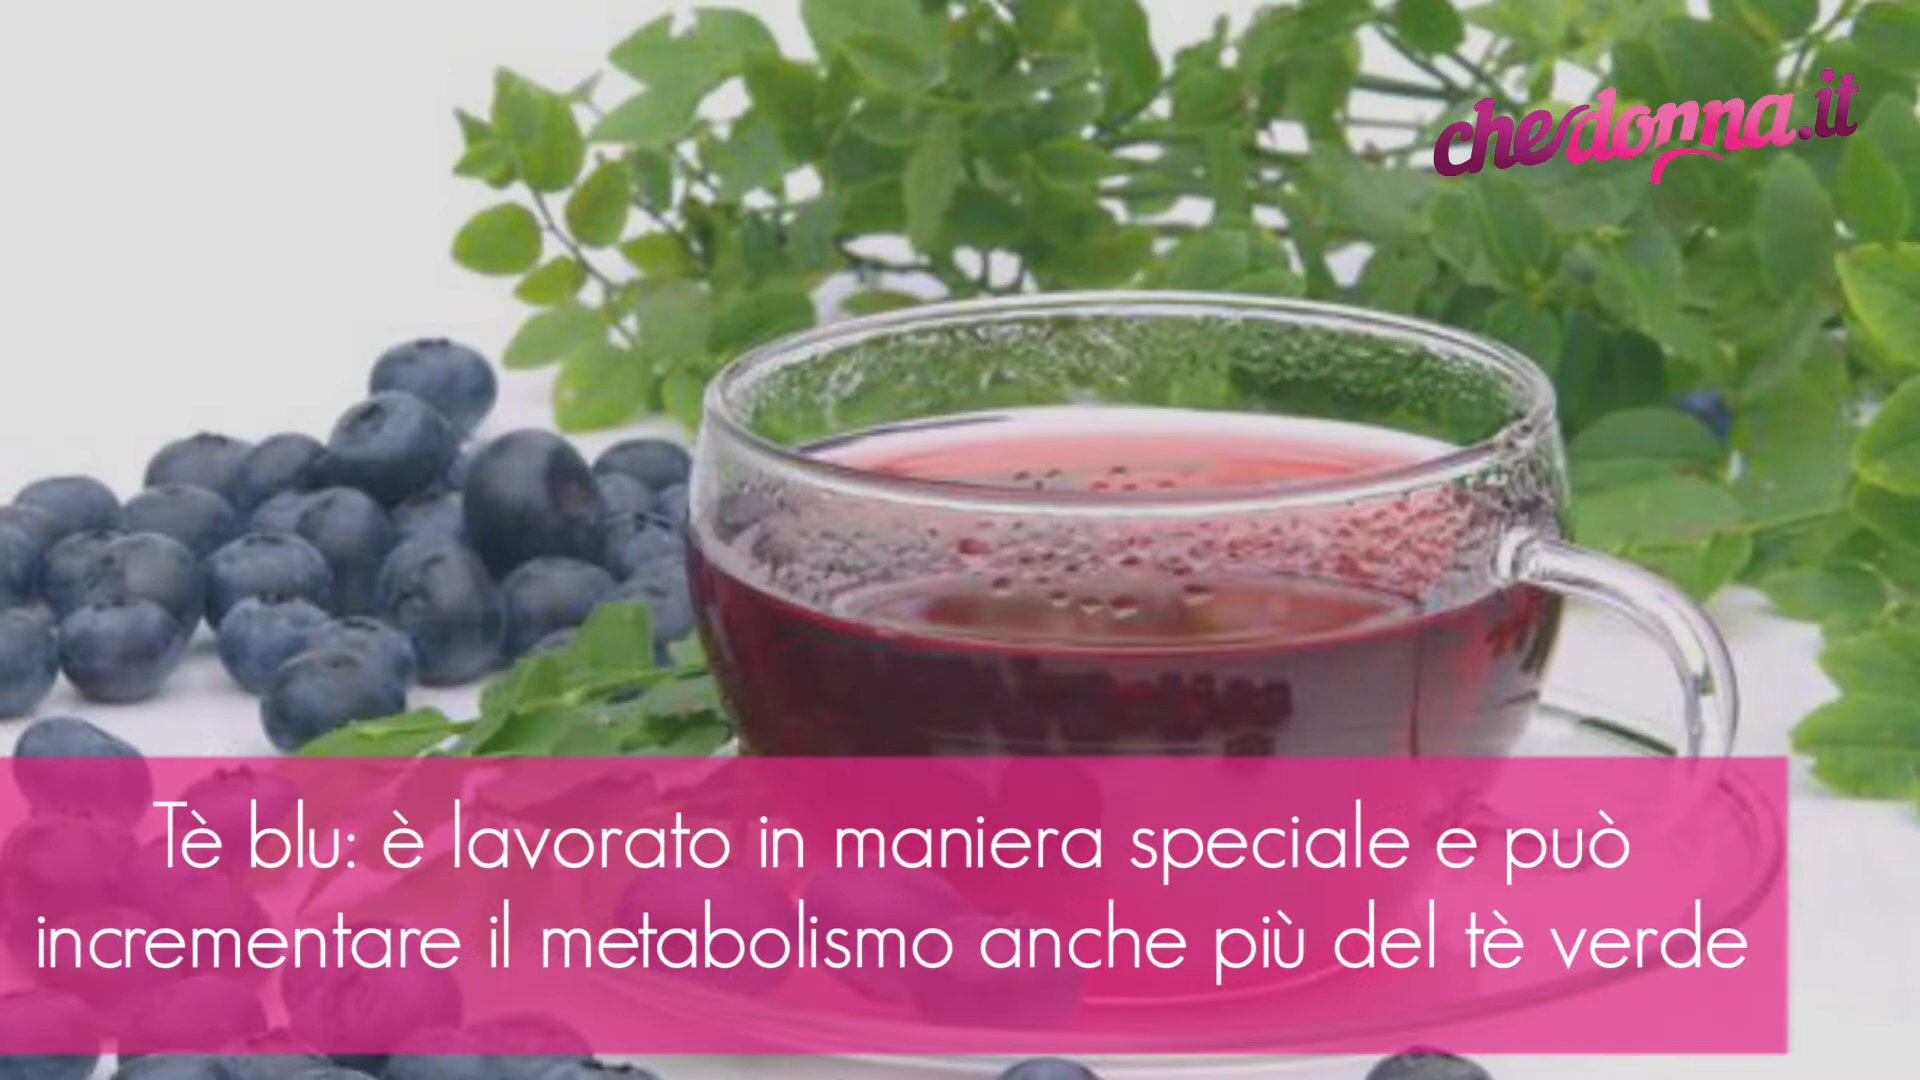 chedonna.it
Tè blu: è lavorato in maniera speciale e può
incrementare il metabolismo anche più del tè verde